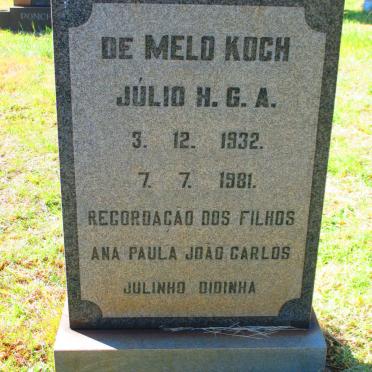 DE MELO KOCH
JÚLIO H. G. A.
3. 12. 1932.
7. 7. 1981.
RECORDAÇÃO DOS FILHOS
ANA PAULA JOÃO CARLOS
JULINHO DIDINHA